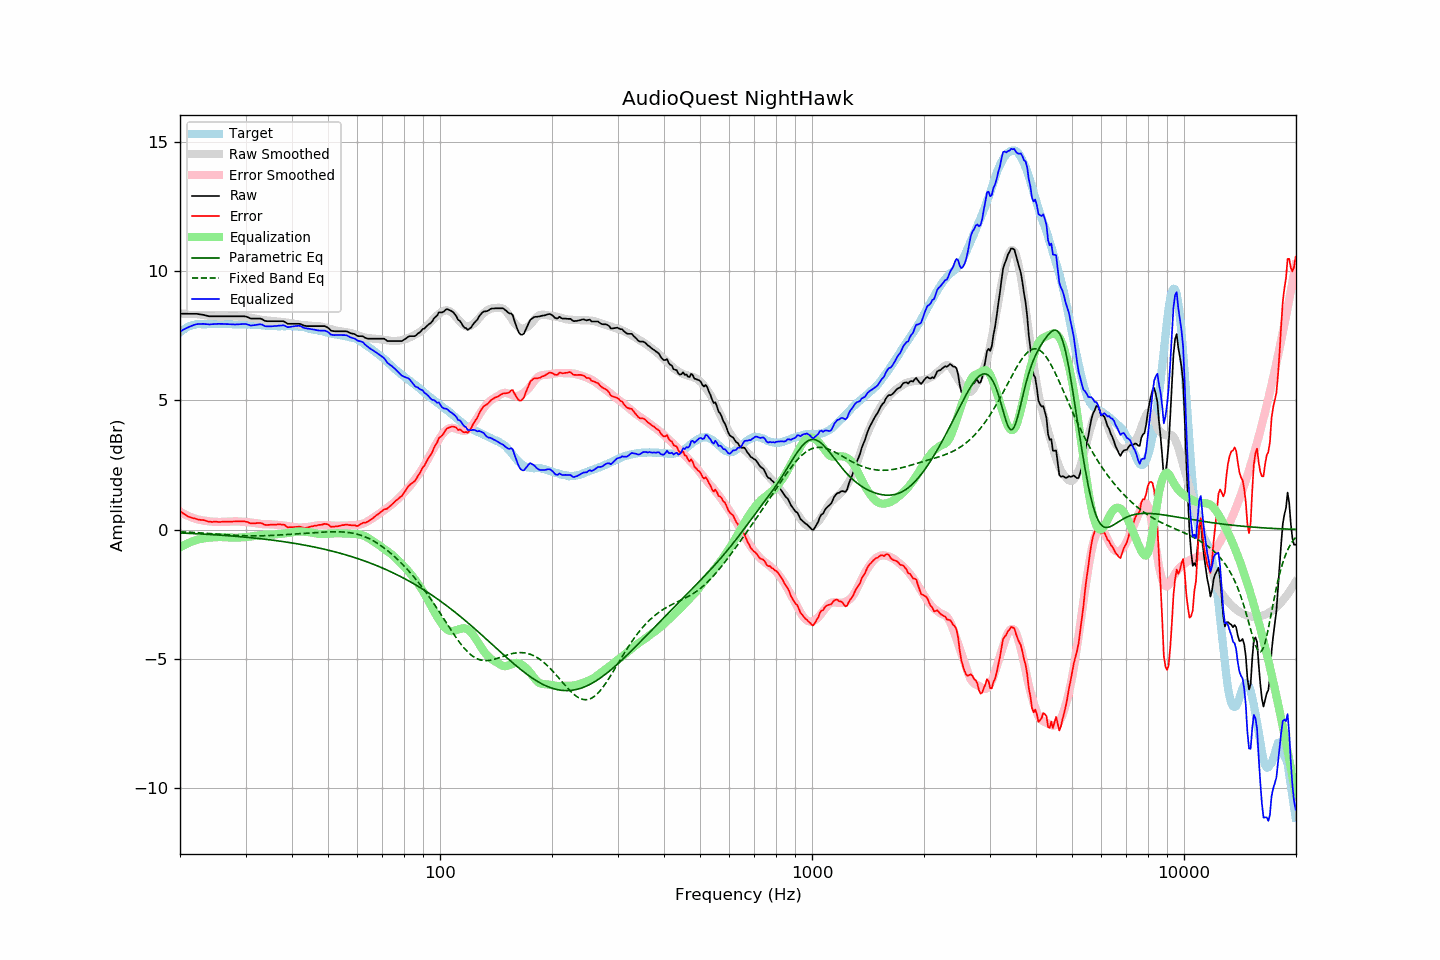 AudioQuest NightHawk
Target
Raw Smoothed
Error Smoothed
Raw
Error
Equalization
Parametric Eq
Fixed Band Eq
Equalized
15
10
5
0
−5
−10
Amplitude (dBr)
100
1000
10000
Frequency (Hz)